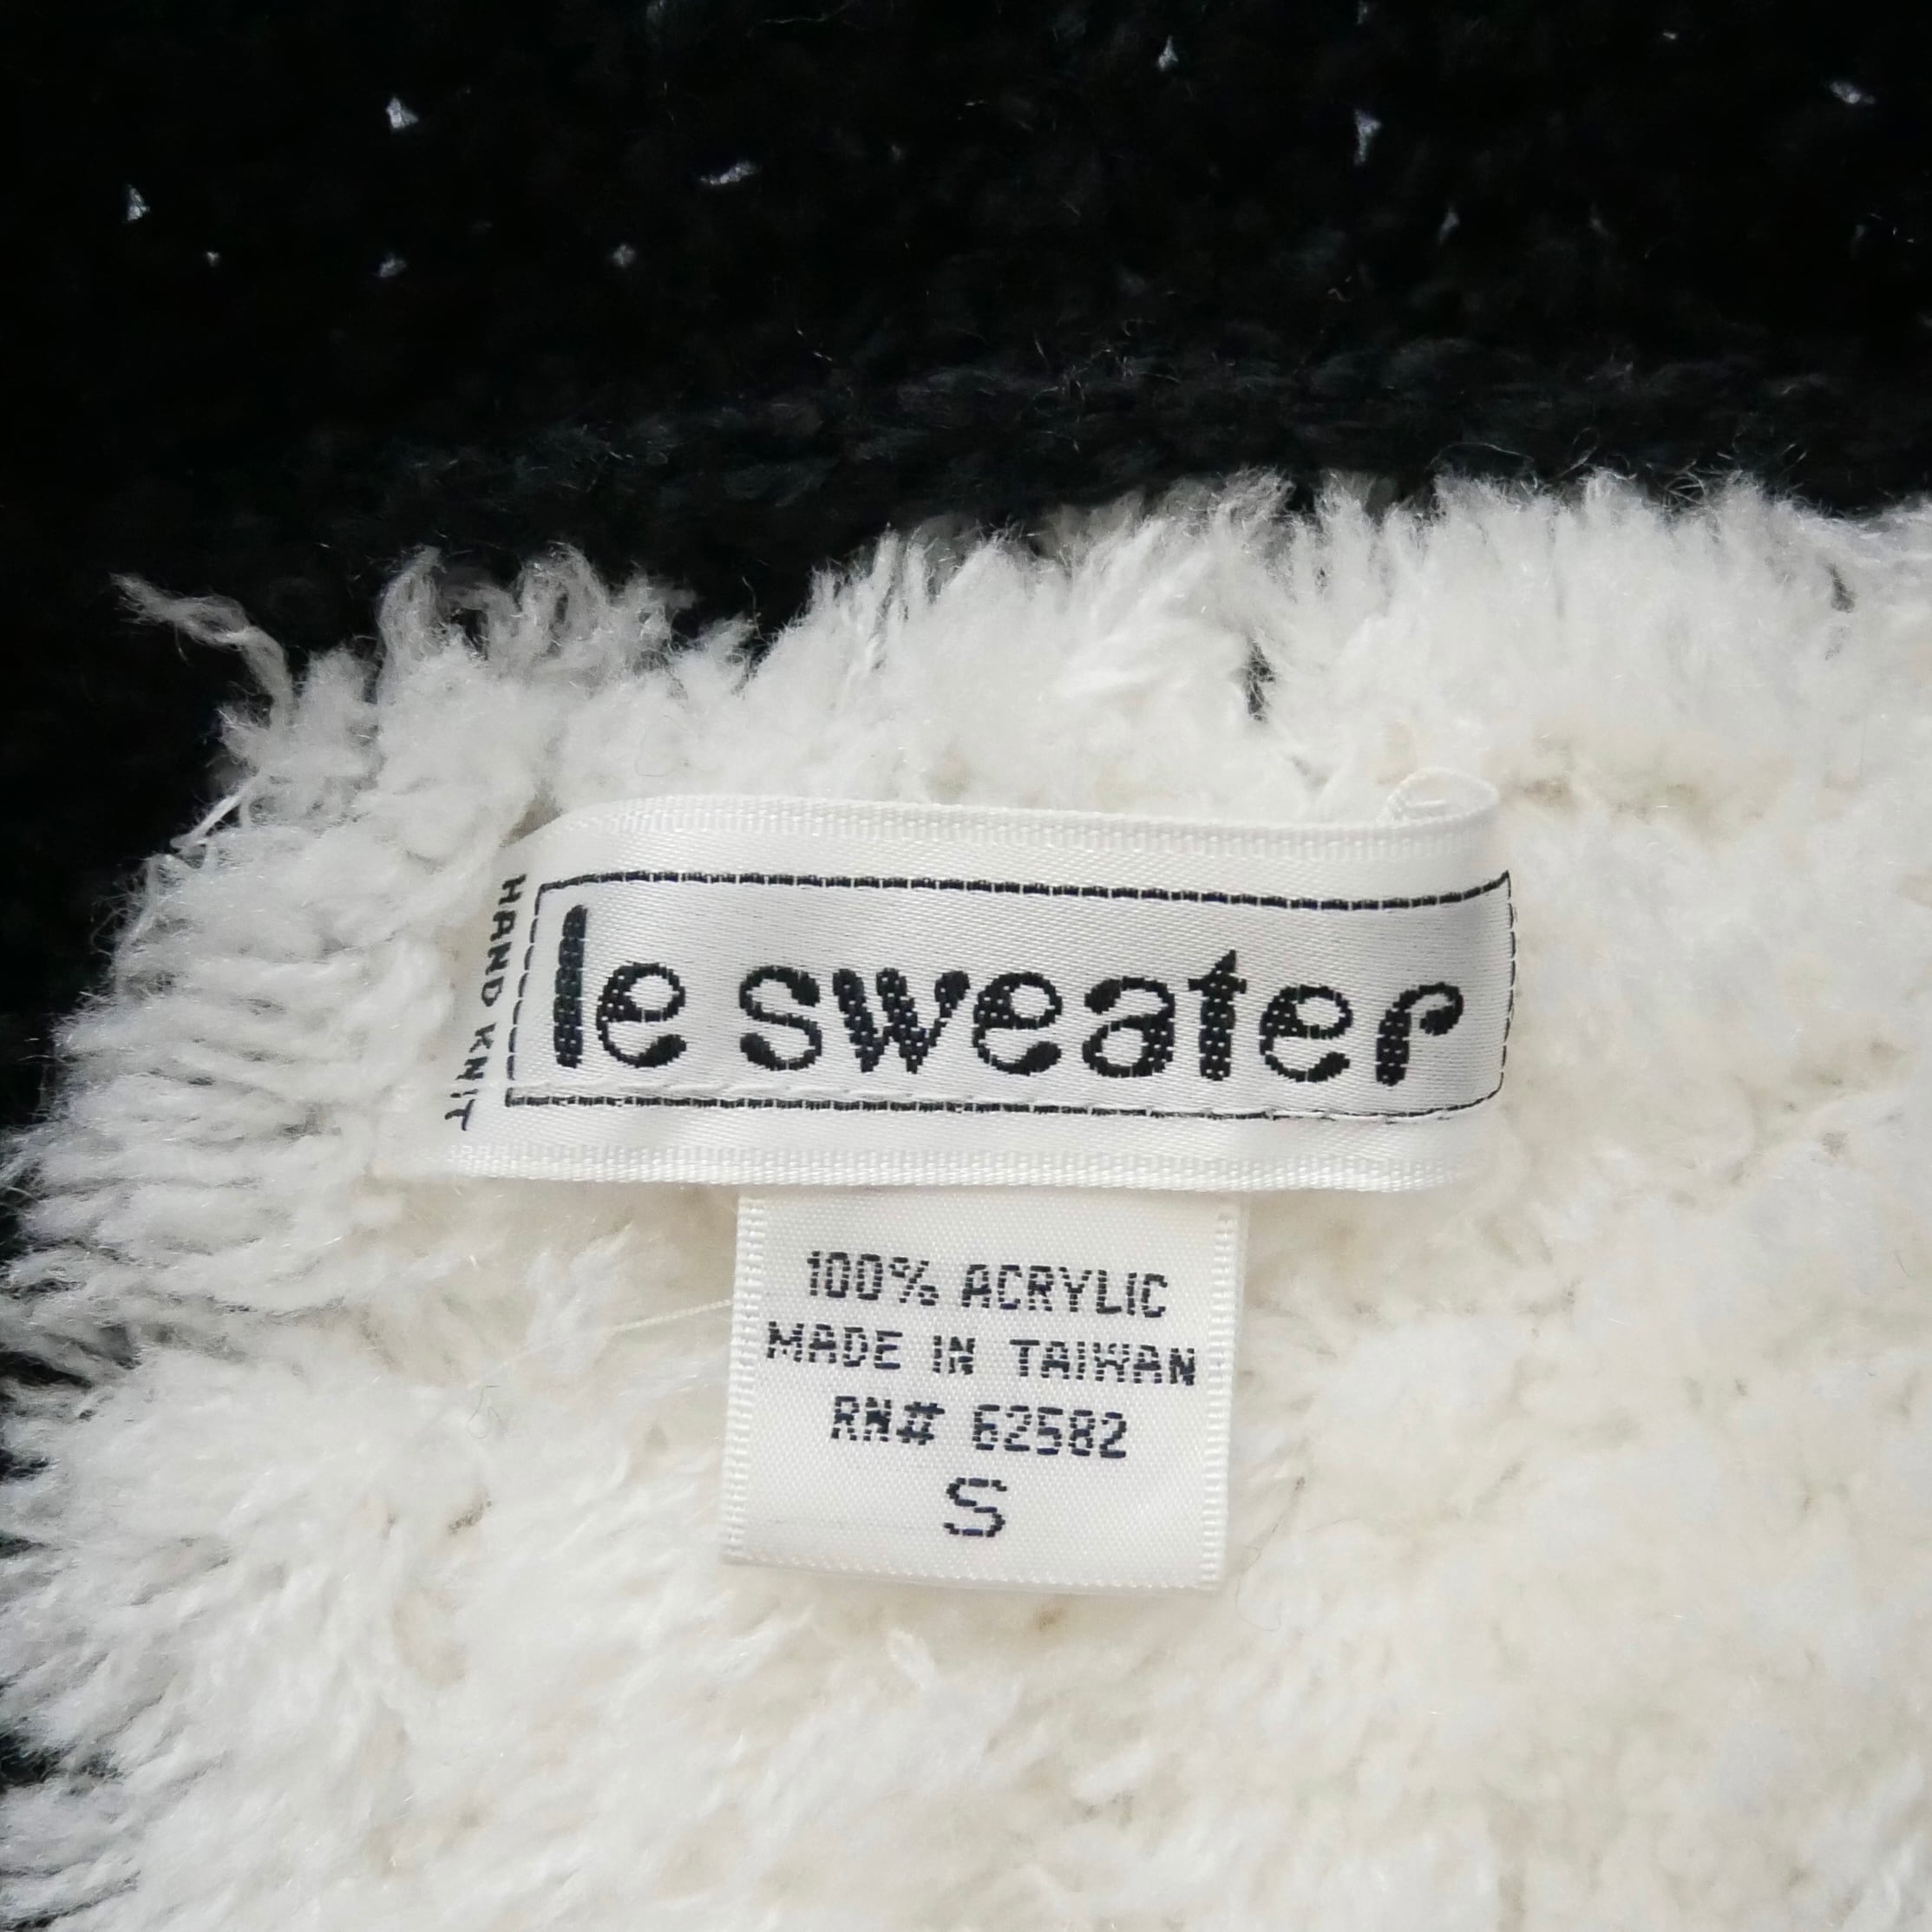 HAND KNIT
le sweater
100% ACRYLIC
MADE IN TAIWAN
RN# 62582
S